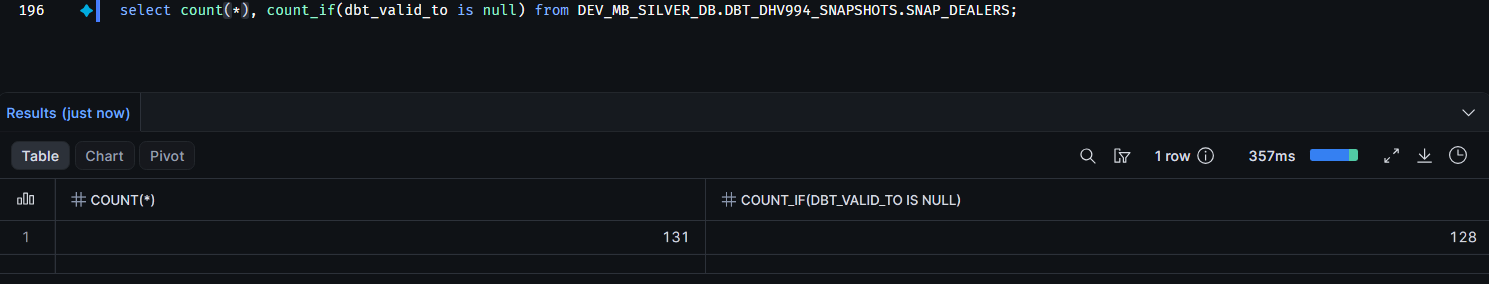 196 select count(*), count_if(dbt_valid_to is null) from DEV_MB_SILVER_DB.DBT_DHV994_SNAPSHOTS.SNAP_DEALERS;
Results (just now)
Table Chart Pivot 1 row 357ms
COUNT(*) COUNT_IF(DBT_VALID_TO IS NULL)
1 131 128